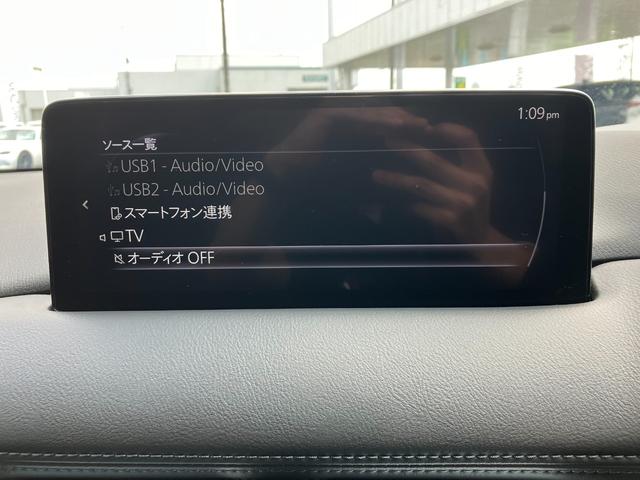 1:09pm
ソース一覧
USB1 - Audio/Video
USB2 - Audio/Video
スマートフォン連携
TV
オーディオ OFF